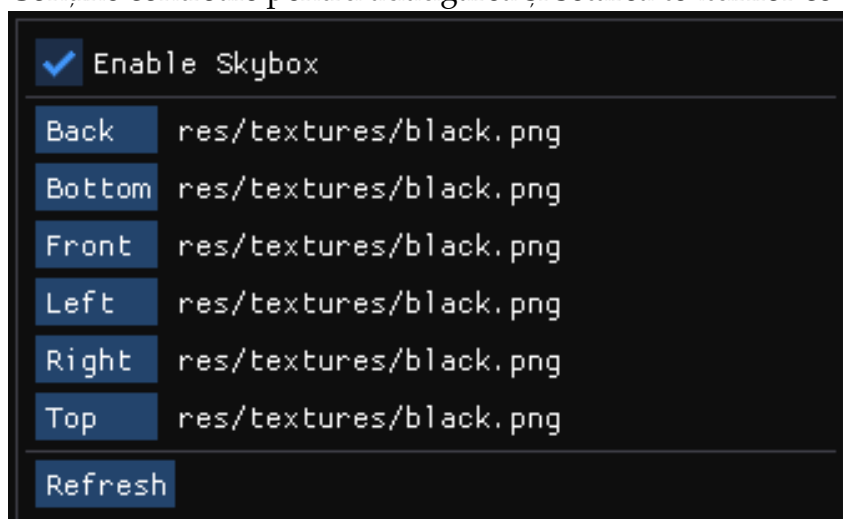 Enable Skybox
Back res/textures/black.png
Bottom res/textures/black.png
Front res/textures/black.png
Left res/textures/black.png
Right res/textures/black.png
Top res/textures/black.png
Refresh